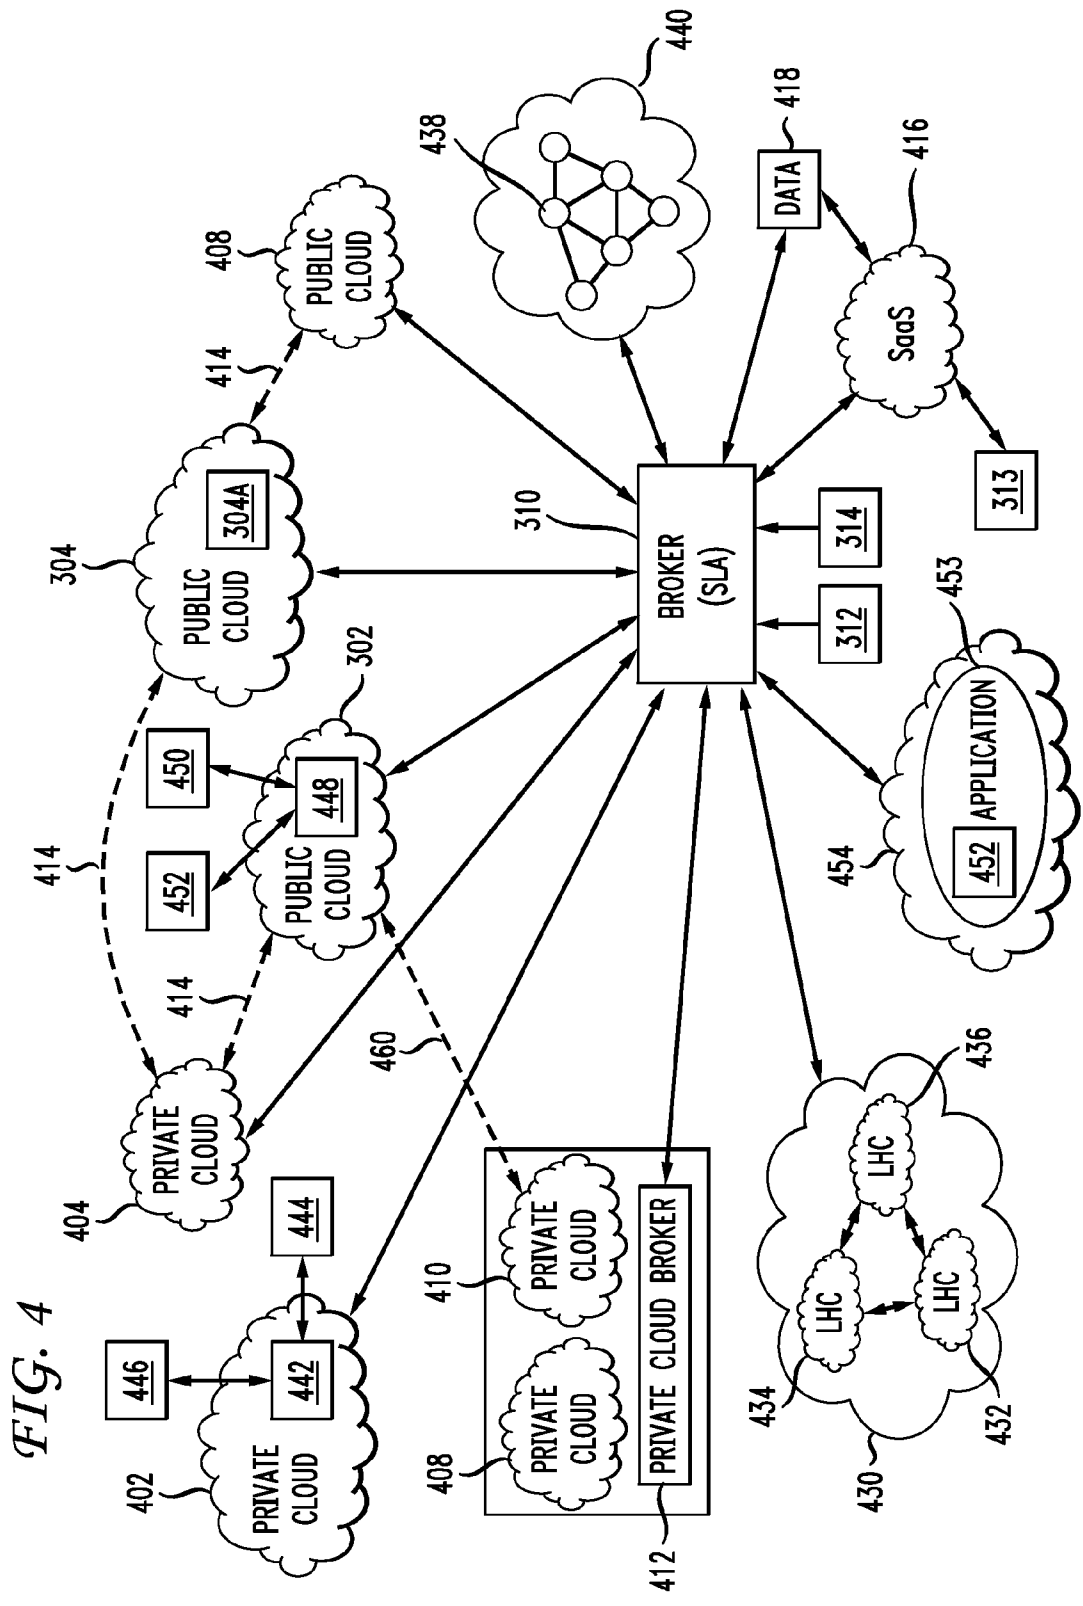 FIG. 4
446
444
402
PRIVATE
CLOUD
442
404
PRIVATE
CLOUD
414
414
452
450
PUBLIC
CLOUD
448
302
304
PUBLIC
CLOUD
304A
414
408
PUBLIC
CLOUD
460
408
PRIVATE
CLOUD
410
PRIVATE
CLOUD
PRIVATE CLOUD BROKER
412
310
BROKER
(SLA)
438
440
DATA
418
SaaS
416
312
314
313
434
LHC
LHC
436
LHC
432
430
454
452
APPLICATION
453